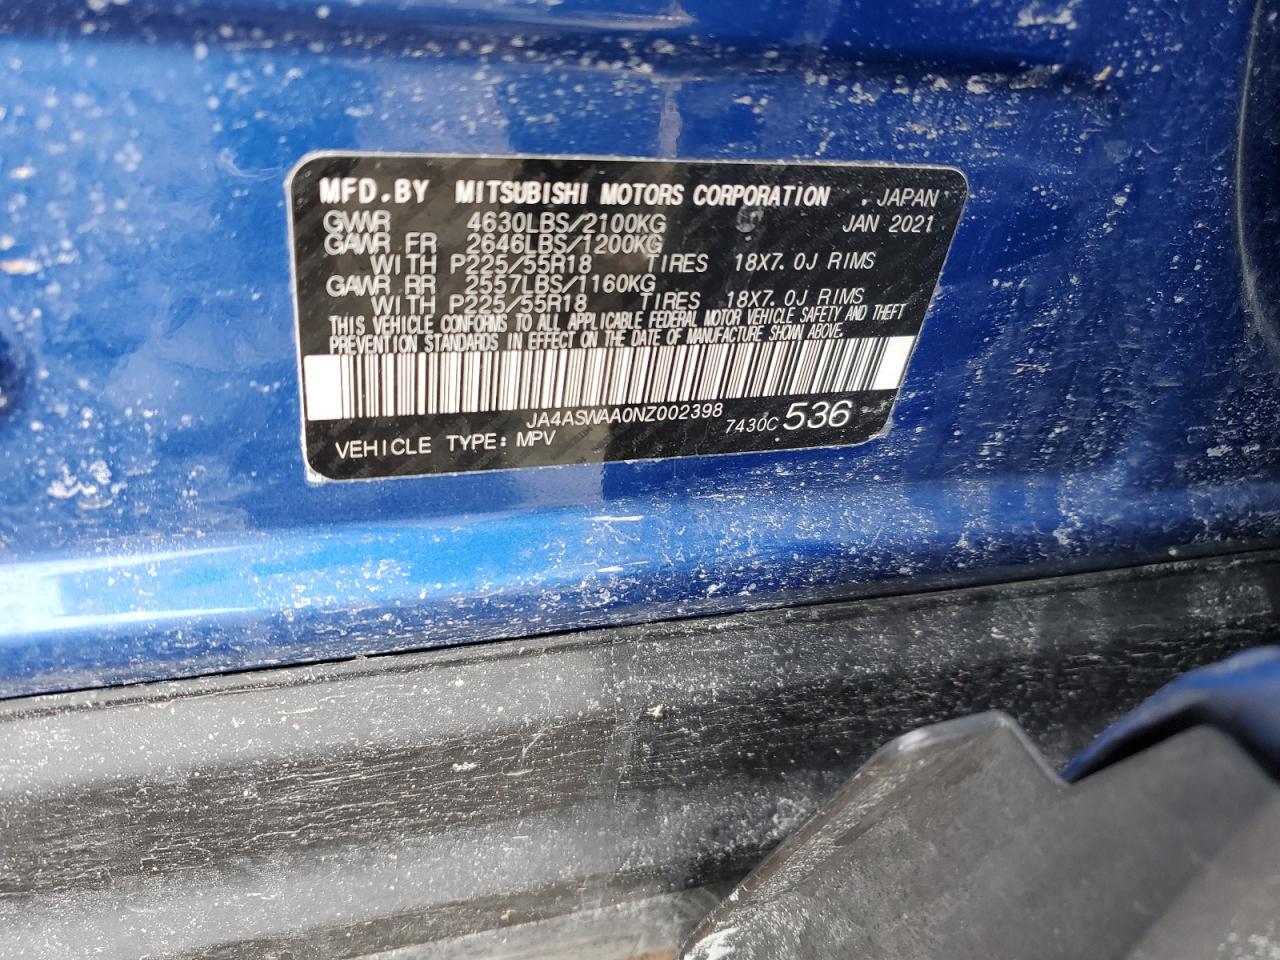 MFD.BY MITSUBISHI MOTORS CORPORATION JAPAN
GVWR 4630LBS/2100KG JAN 2021
GAWR FR 2646LBS/1200KG
WITH P225/55R18 TIRES 18X7.0J RIMS
GAWR RR 2557LBS/1160KG
WITH P225/55R18 TIRES 18X7.0J RIMS
THIS VEHICLE CONFORMS TO ALL APPLICABLE FEDERAL MOTOR VEHICLE SAFETY AND THEFT
PREVENTION STANDARDS IN EFFECT ON THE DATE OF MANUFACTURE SHOWN ABOVE.
JA4ASWAA0NZ002398 7430C 536
VEHICLE TYPE: MPV